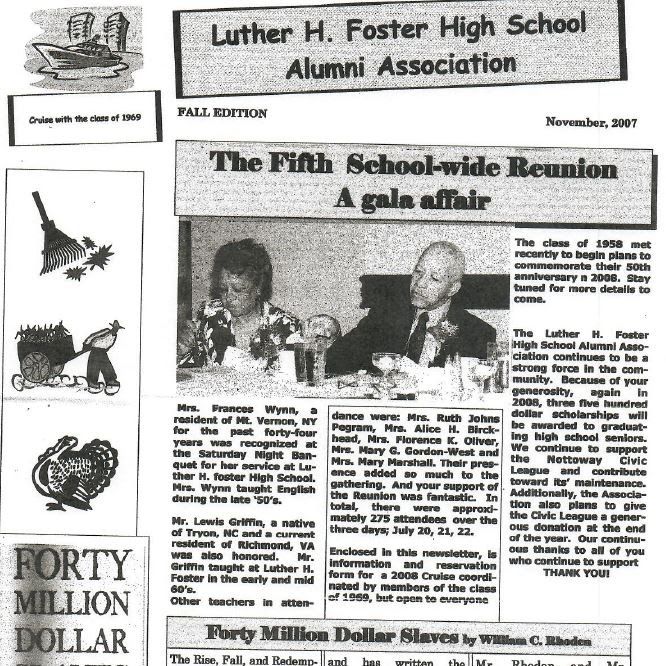 Luther H. Foster High School
Alumni Association
Cruise with the class of 1969
FALL EDITION
November, 2007
The Fifth School-wide Reunion
A gala affair
Mrs. Frances Wynn, a
resident of Mt. Vernon, NY
for the past forty-four
years was recognized at
the Saturday Night Ban-
quet for her service at Lu-
ther H. foster High School.
Mrs. Wynn taught English
during the late '50's.
Mr. Lewis Griffin, a native
of Tryon, NC and a current
resident of Richmond, VA
was also honored. Mr.
Griffin taught at Luther H.
Foster in the early and mid
60's.
Other teachers in atten-
dance were: Mrs. Ruth Johns
Pegram, Mrs. Alice H. Birck-
head, Mrs. Florence K. Oliver,
Mrs. Mary G. Gordon-West and
Mrs. Mary Marshall. Their pres-
ence added so much to the
gathering. And your support of
the Reunion was fantastic. In
total, there were approxi-
mately 275 attendees over the
three days; July 20, 21, 22.
Enclosed in this newsletter, is
information and reservation
form for a 2008 Cruise coordi-
nated by members of the class
of 1969, but open to everyone
The class of 1958 met
recently to begin plans to
commemorate their 50th
anniversary n 2008. Stay
tuned for more details to
come.
The Luther H. Foster
High School Alumni Asso-
ciation continues to be a
strong force in the com-
munity. Because of your
generosity, again in
2008, three five hundred
dollar scholarships will
be awarded to graduat-
ing high school seniors.
We continue to support
the Nottoway Civic
League and contribute
toward its' maintenance.
Additionally, the Associa-
tion also plans to give
the Civic League a gener-
ous donation at the end
of the year. Our continu-
ous thanks to all of you
who continue to support
THANK YOU!
FORTY
MILLION
DOLLAR
Forty Million Dollar Slaves by William C. Rhoden
The Rise, Fall, and Redemp-
and has written the
Mr. Rhoden and Mr.